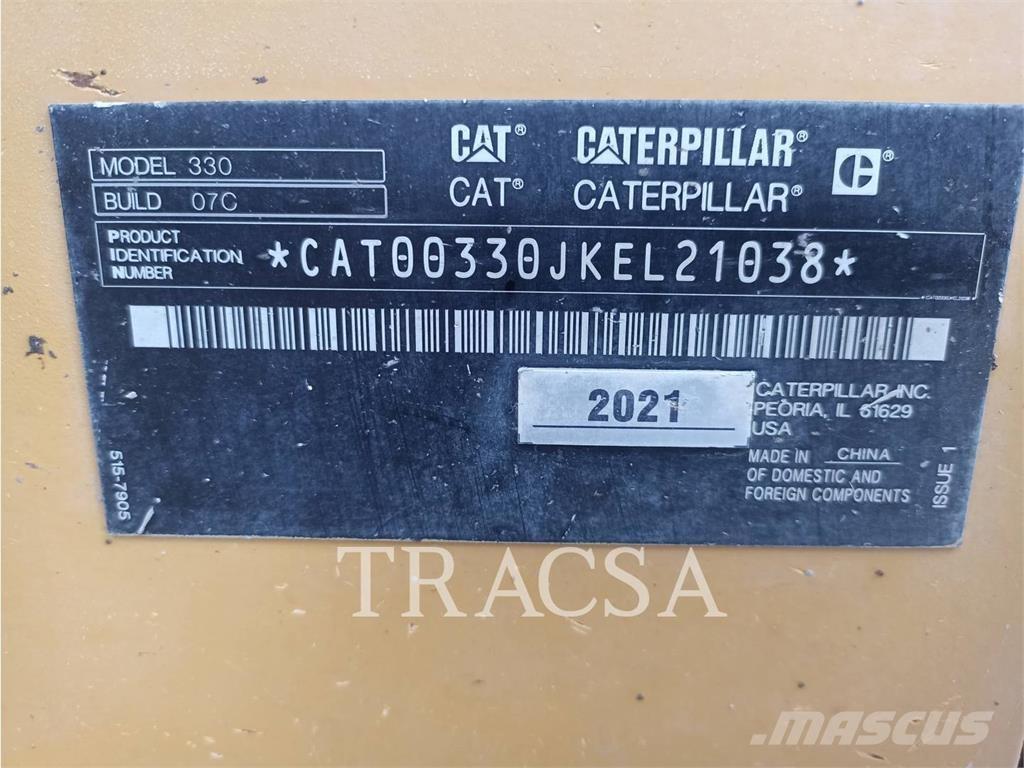 CAT® CATERPILLAR®
CAT® CATERPILLAR®
C®
MODEL 330
BUILD 07C
PRODUCT
IDENTIFICATION
NUMBER
*CAT00330JKEL21038*
2021
CATERPILLAR INC.
PEORIA, IL 61629
USA
MADE IN CHINA
OF DOMESTIC AND
FOREIGN COMPONENTS
515-7905
ISSUE 1
TRACSA
MASCUS